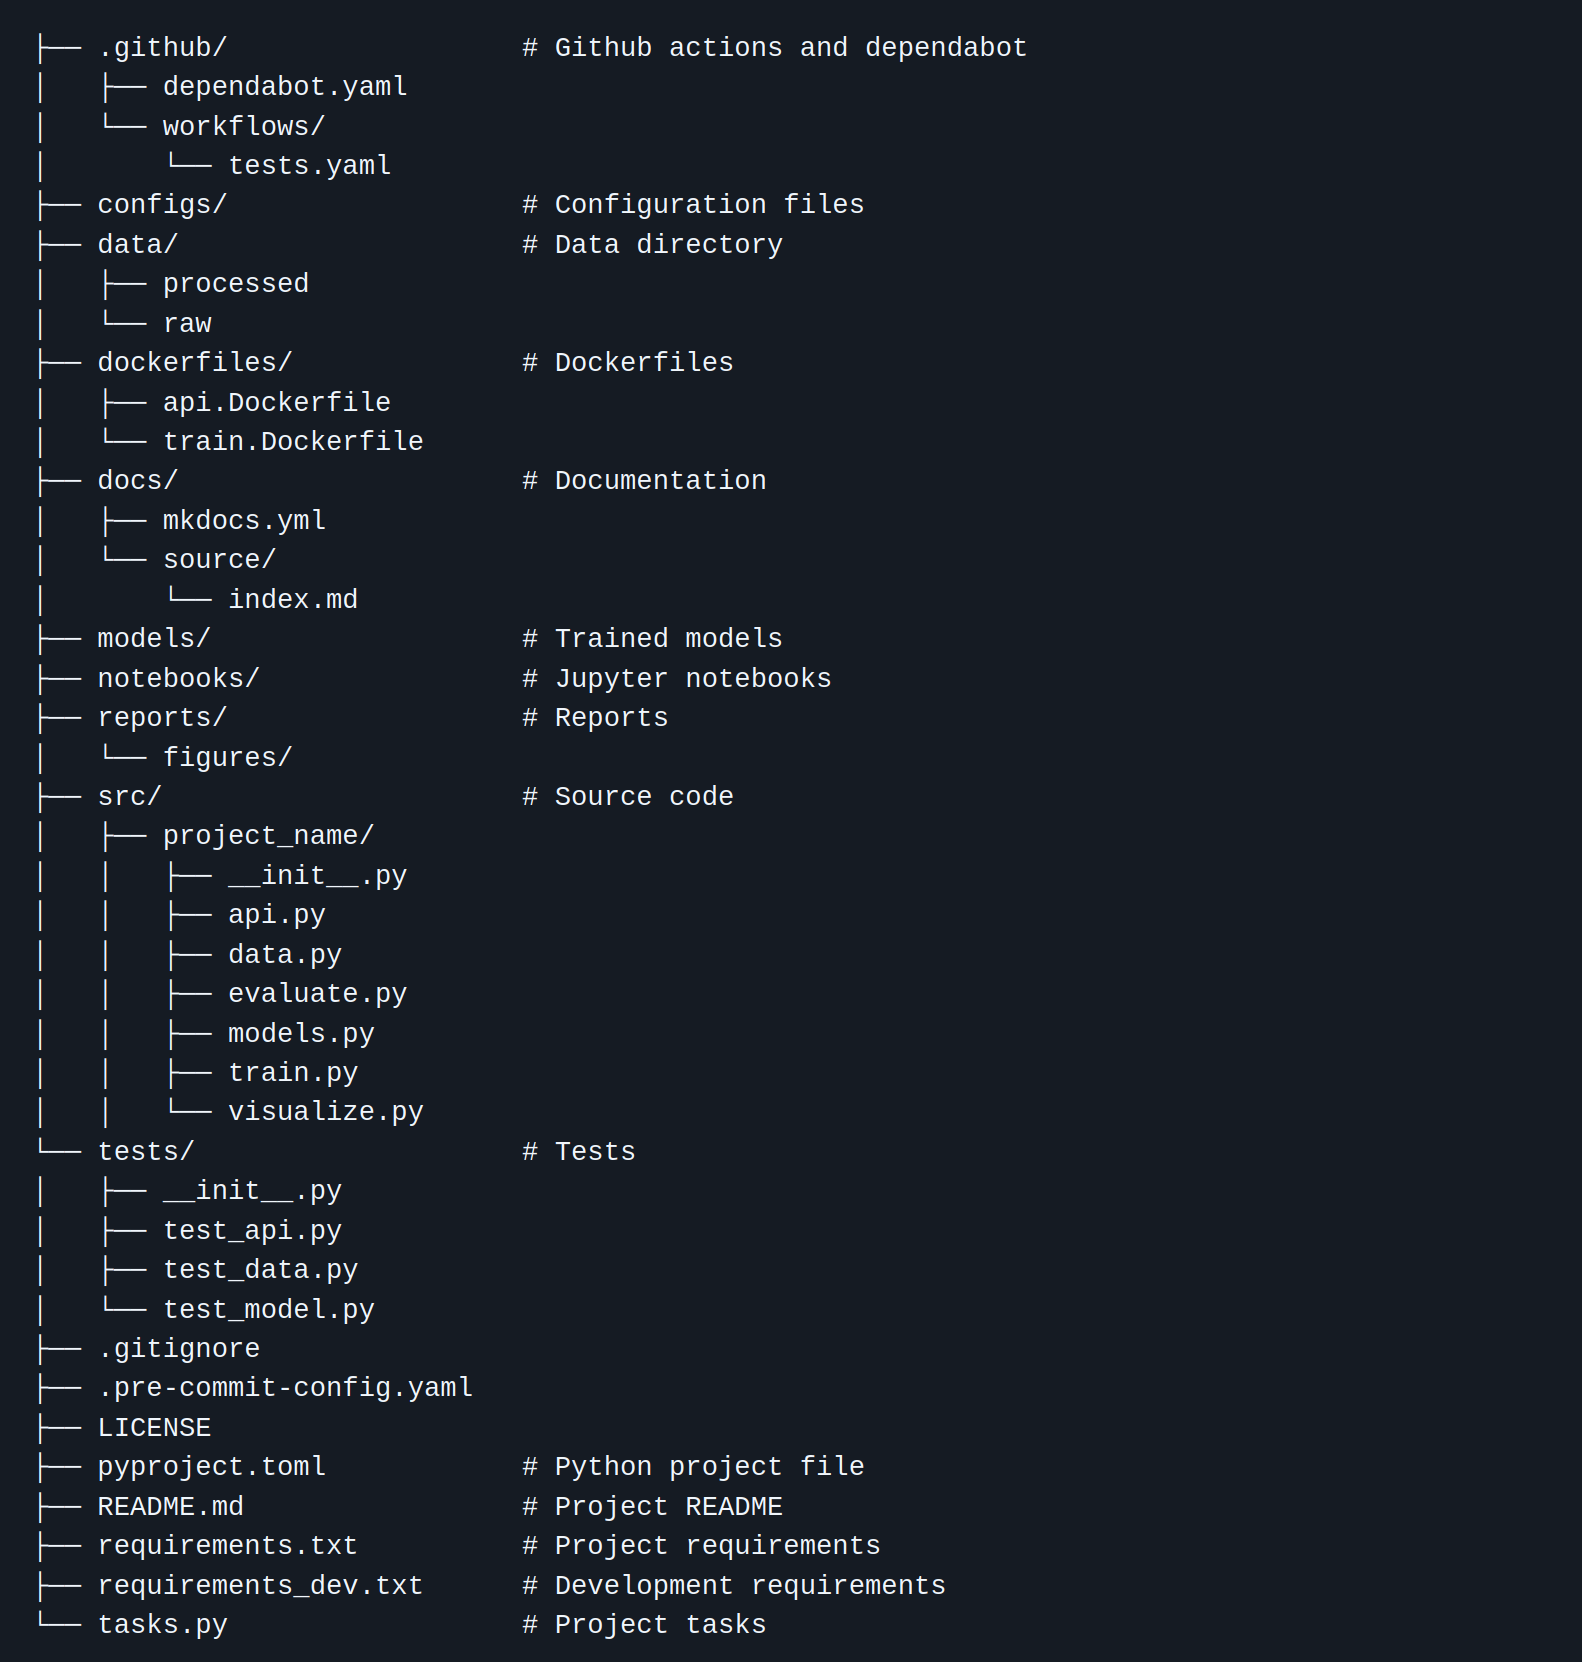 ├── .github/                  # Github actions and dependabot
│   ├── dependabot.yaml
│   └── workflows/
│       └── tests.yaml
├── configs/                  # Configuration files
├── data/                     # Data directory
│   ├── processed
│   └── raw
├── dockerfiles/              # Dockerfiles
│   ├── api.Dockerfile
│   └── train.Dockerfile
├── docs/                     # Documentation
│   ├── mkdocs.yml
│   └── source/
│       └── index.md
├── models/                   # Trained models
├── notebooks/                # Jupyter notebooks
├── reports/                  # Reports
│   └── figures/
├── src/                      # Source code
│   ├── project_name/
│   │   ├── __init__.py
│   │   ├── api.py
│   │   ├── data.py
│   │   ├── evaluate.py
│   │   ├── models.py
│   │   ├── train.py
│   │   └── visualize.py
└── tests/                    # Tests
│   ├── __init__.py
│   ├── test_api.py
│   ├── test_data.py
│   └── test_model.py
├── .gitignore
├── .pre-commit-config.yaml
├── LICENSE
├── pyproject.toml            # Python project file
├── README.md                 # Project README
├── requirements.txt          # Project requirements
├── requirements_dev.txt      # Development requirements
└── tasks.py                  # Project tasks